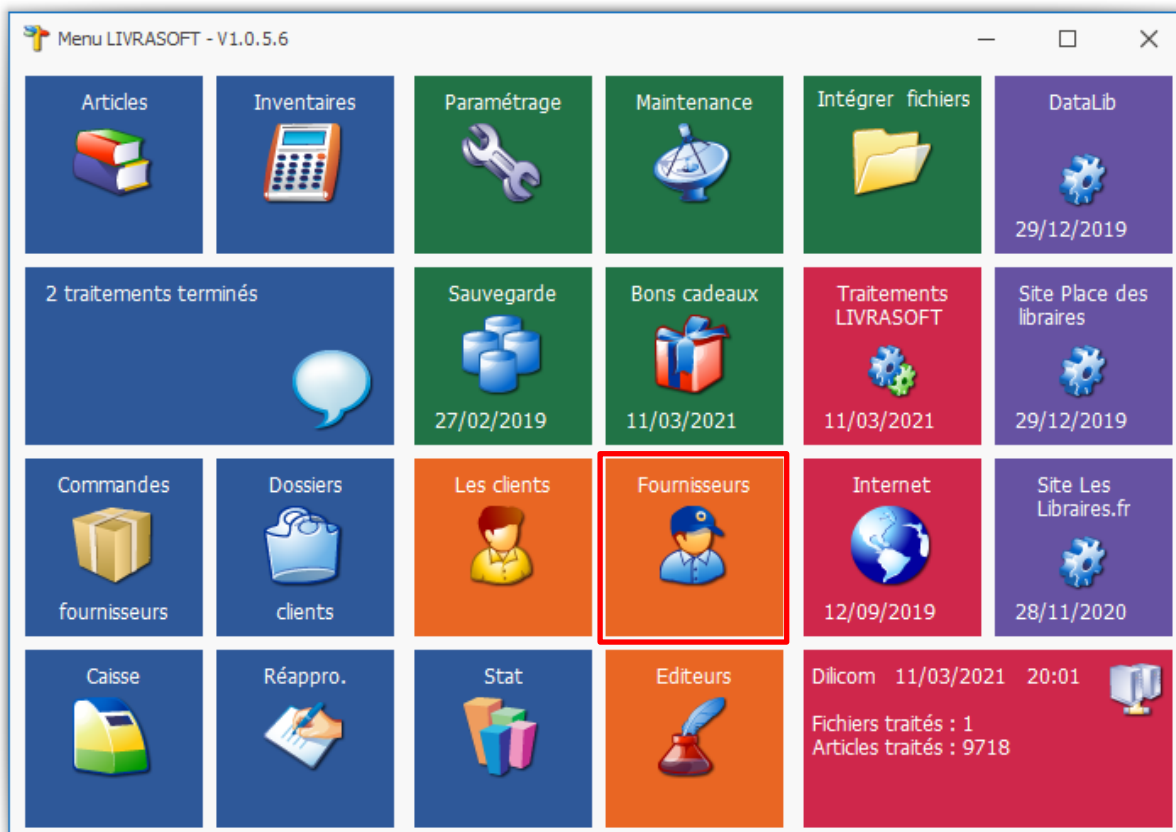 Menu LIVRASOFT - V1.0.5.6
Articles
Inventaires
Paramétrage
Maintenance
Intégrer fichiers
DataLib
29/12/2019
2 traitements terminés
Sauvegarde
27/02/2019
Bons cadeaux
11/03/2021
Traitements
LIVRASOFT
11/03/2021
Site Place des
libraires
29/12/2019
Commandes
fournisseurs
Dossiers
clients
Les clients
Fournisseurs
Internet
12/09/2019
Site Les
Libraires.fr
28/11/2020
Caisse
Réappro.
Stat
Editeurs
Dilicom 11/03/2021 20:01
Fichiers traités : 1
Articles traités : 9718